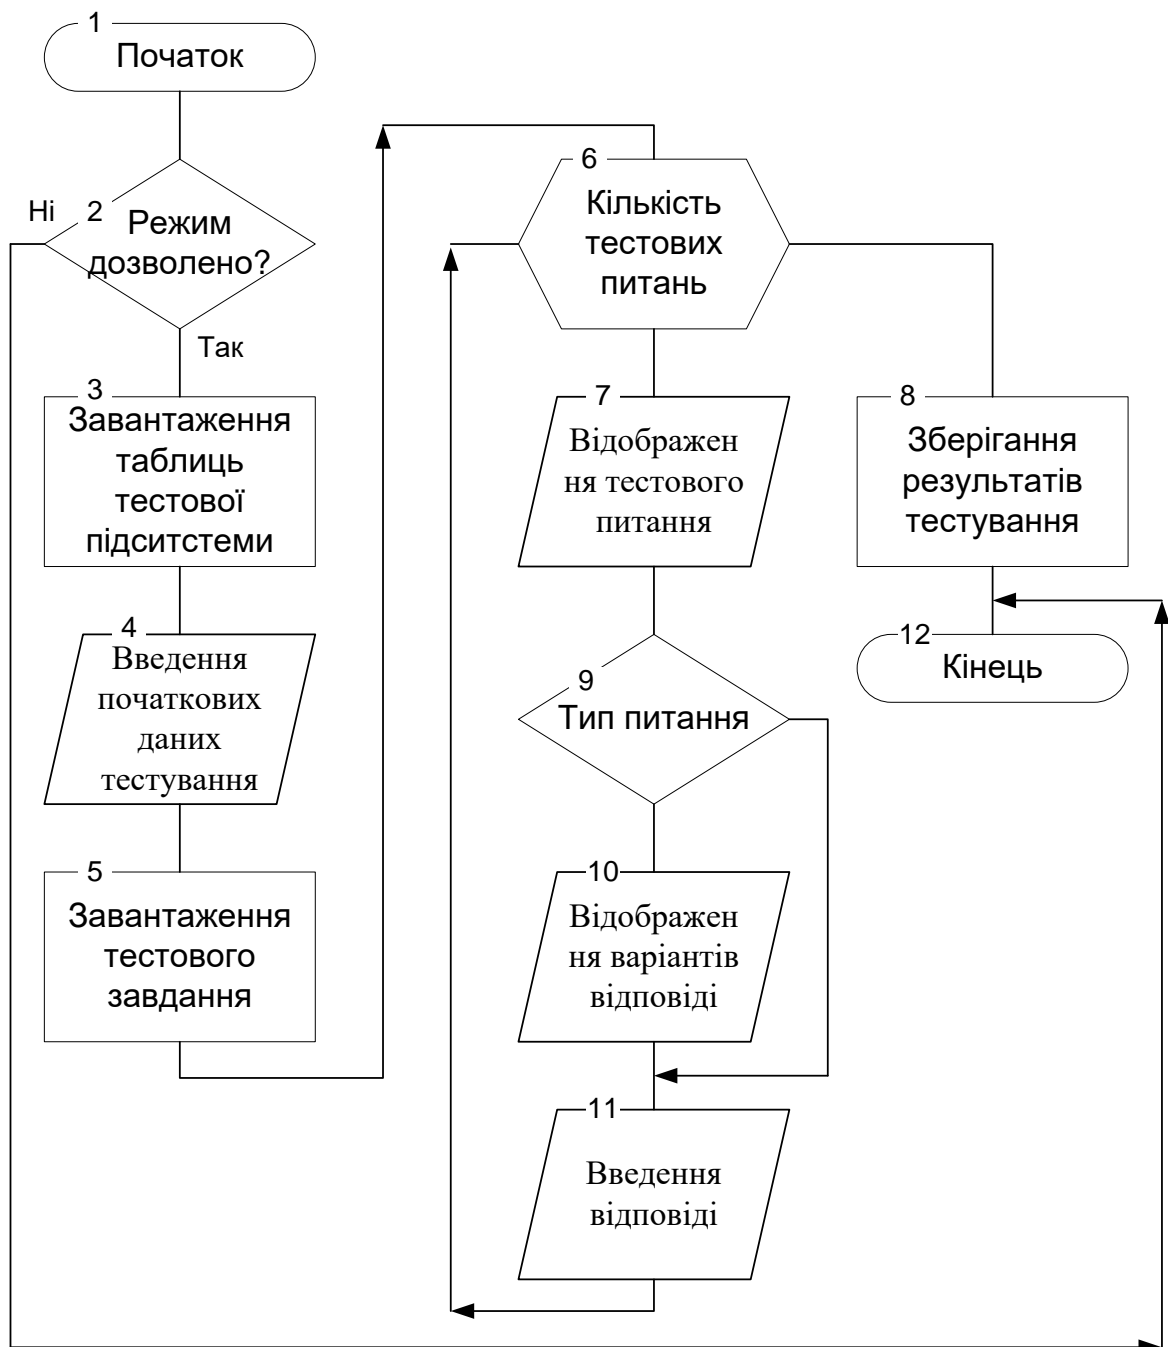 1
Початок
Ні
2
Режим
дозволено?
Так
3
Завантаження
таблиць
тестової
підситстеми
4
Введення
початкових
даних
тестування
5
Завантаження
тестового
завдання
6
Кількість
тестових
питань
7
Відображен
ня тестового
питання
8
Зберігання
результатів
тестування
9
Тип питання
10
Відображен
ня варіантів
відповіді
11
Введення
відповіді
12
Кінець